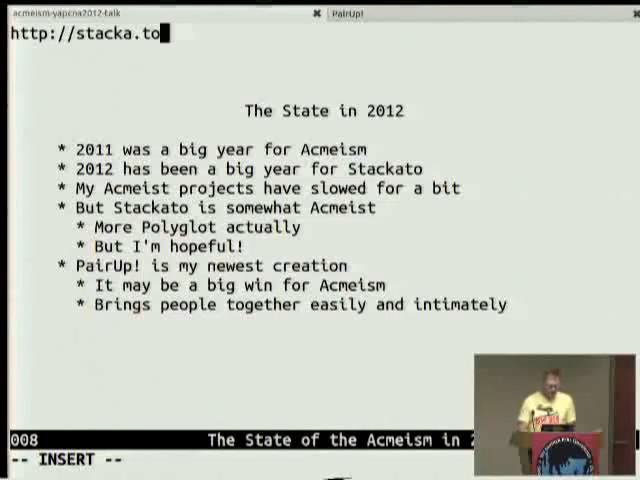 acmeism-yapcna2012-talk
PairUp!
http://stacka.to
The State in 2012
* 2011 was a big year for Acmeism
* 2012 has been a big year for Stackato
* My Acmeist projects have slowed for a bit
* But Stackato is somewhat Acmeist
* More Polyglot actually
* But I'm hopeful!
* PairUp! is my newest creation
* It may be a big win for Acmeism
* Brings people together easily and intimately
008
The State of the Acmeism in 2
-- INSERT --